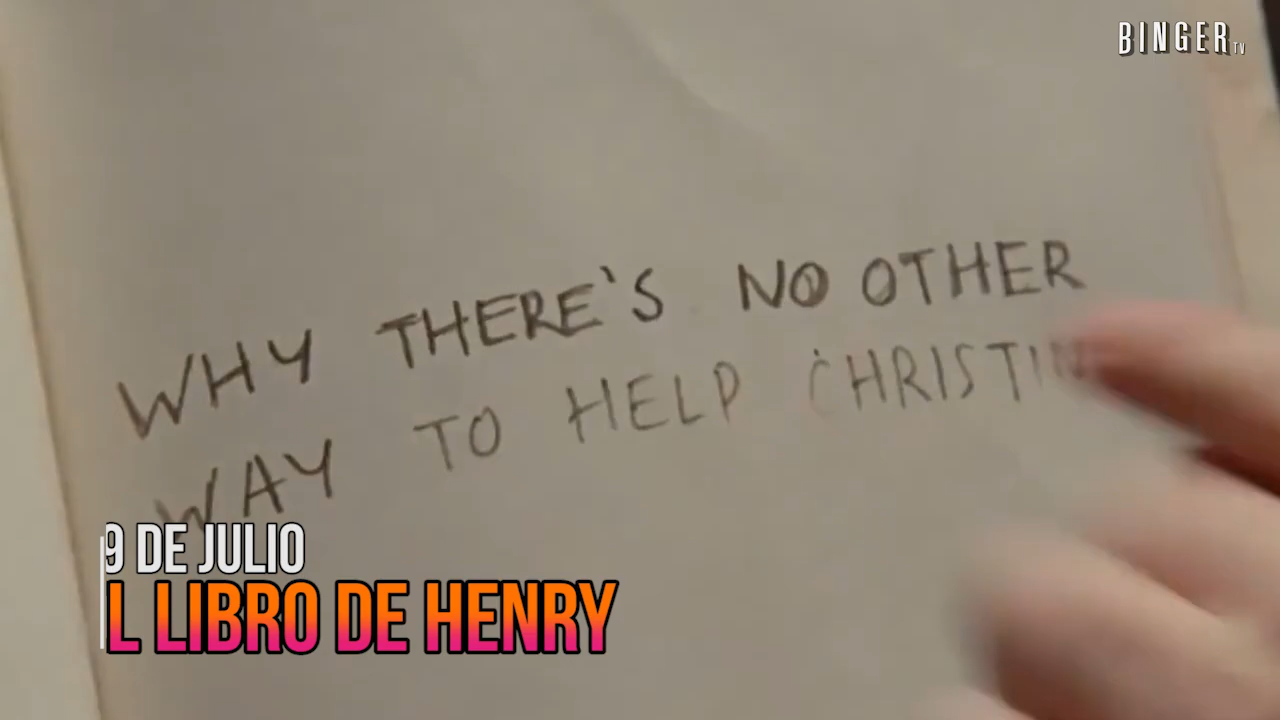 BINGER TV
WHY THERE'S NO OTHER
WAY TO HELP
9 DE JULIO
L LIBRO DE HENRY